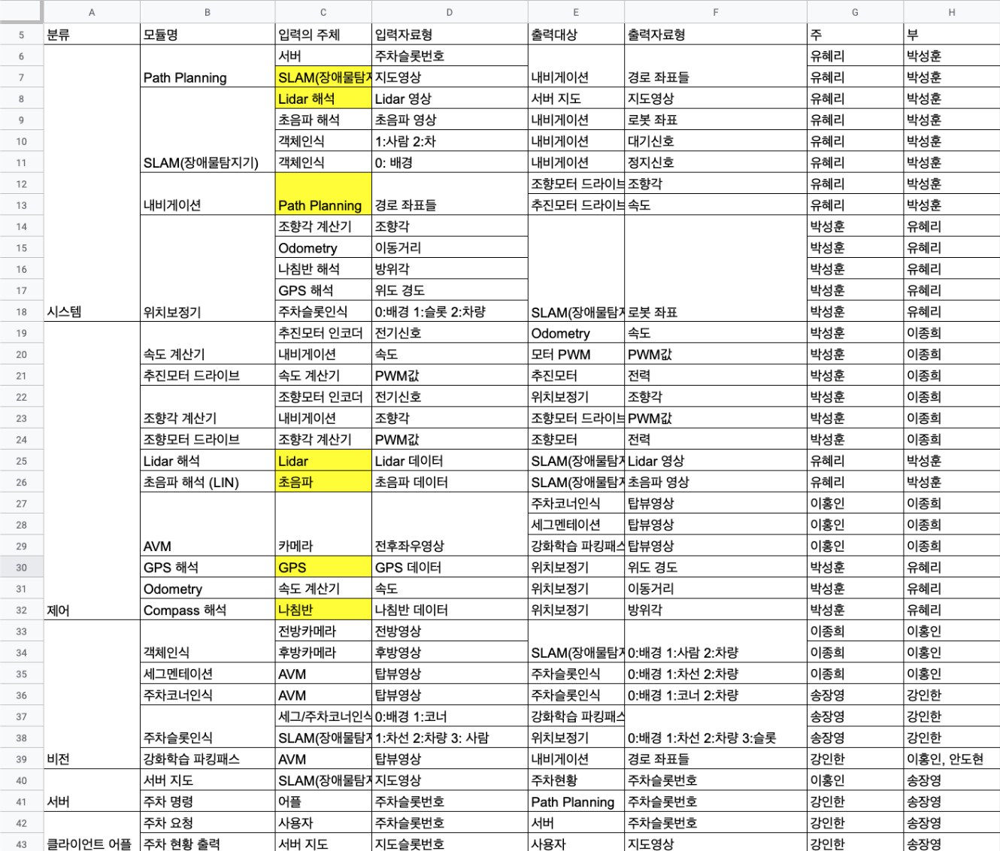 A B C D E F G H
5 분류 모듈명 입력의 주체 입력자료형 출력대상 출력자료형 주 부
6 서버 주차슬롯번호 유혜리 박성훈
7 Path Planning SLAM(장애물탐지 지도영상 내비게이션 경로 좌표들 유혜리 박성훈
8 Lidar 해석 Lidar 영상 서버 지도 지도영상 유혜리 박성훈
9 초음파 해석 초음파 영상 내비게이션 로봇 좌표 유혜리 박성훈
10 객체인식 1:사람 2:차 내비게이션 대기신호 유혜리 박성훈
11 SLAM(장애물탐지기) 객체인식 0: 배경 내비게이션 정지신호 유혜리 박성훈
12 조향모터 드라이브 조향각 유혜리 박성훈
13 내비게이션 Path Planning 경로 좌표들 추진모터 드라이브 속도 유혜리 박성훈
14 조향각 계산기 조향각 박성훈 유혜리
15 Odometry 이동거리 박성훈 유혜리
16 나침반 해석 방위각 박성훈 유혜리
17 GPS 해석 위도 경도 박성훈 유혜리
18 시스템 위치보정기 주차슬롯인식 0:배경 1:슬롯 2:차량 SLAM(장애물탐지 로봇 좌표 박성훈 유혜리
19 추진모터 인코더 전기신호 Odometry 속도 박성훈 이종희
20 속도 계산기 내비게이션 속도 모터 PWM PWM값 박성훈 이종희
21 추진모터 드라이브 속도 계산기 PWM값 추진모터 전력 박성훈 이종희
22 조향모터 인코더 전기신호 위치보정기 조향각 박성훈 이종희
23 조향각 계산기 내비게이션 조향각 조향모터 드라이브 PWM값 박성훈 이종희
24 조향모터 드라이브 조향각 계산기 PWM값 조향모터 전력 박성훈 이종희
25 Lidar 해석 Lidar Lidar 데이터 SLAM(장애물탐지 Lidar 영상 유혜리 박성훈
26 초음파 해석 (LIN) 초음파 초음파 데이터 SLAM(장애물탐지 초음파 영상 유혜리 박성훈
27 주차코너인식 탑뷰영상 이홍인 이종희
28 세그멘테이션 탑뷰영상 이홍인 이종희
29 AVM 카메라 전후좌우영상 강화학습 파킹패스 탑뷰영상 이홍인 이종희
30 GPS 해석 GPS GPS 데이터 위치보정기 위도 경도 박성훈 유혜리
31 Odometry 속도 계산기 속도 위치보정기 이동거리 박성훈 유혜리
32 제어 Compass 해석 나침반 나침반 데이터 위치보정기 방위각 박성훈 유혜리
33 전방카메라 전방영상 이종희 이홍인
34 객체인식 후방카메라 후방영상 SLAM(장애물탐지 0:배경 1:사람 2:차량 이종희 이홍인
35 세그멘테이션 AVM 탑뷰영상 주차슬롯인식 0:배경 1:차선 2:차량 이종희 이홍인
36 주차코너인식 AVM 탑뷰영상 주차슬롯인식 0:배경 1:코너 2:차량 송장영 강인한
37 세그/주차코너인식 0:배경 1:코너 강화학습 파킹패스 송장영 강인한
38 주차슬롯인식 SLAM(장애물탐지 1:차선 2:차량 3: 사람 위치보정기 0:배경 1:차선 2:차량 3:슬롯 송장영 강인한
39 비전 강화학습 파킹패스 AVM 탑뷰영상 내비게이션 경로 좌표들 강인한 이홍인, 안도현
40 서버 지도 SLAM(장애물탐지 지도영상 주차현황 주차슬롯번호 이홍인 송장영
41 서버 주차 명령 어플 주차슬롯번호 Path Planning 주차슬롯번호 강인한 송장영
42 주차 요청 사용자 주차슬롯번호 서버 주차슬롯번호 강인한 송장영
43 클라이언트 어플 주차 현황 출력 서버 지도 지도슬롯번호 사용자 지도영상 강인한 송장영